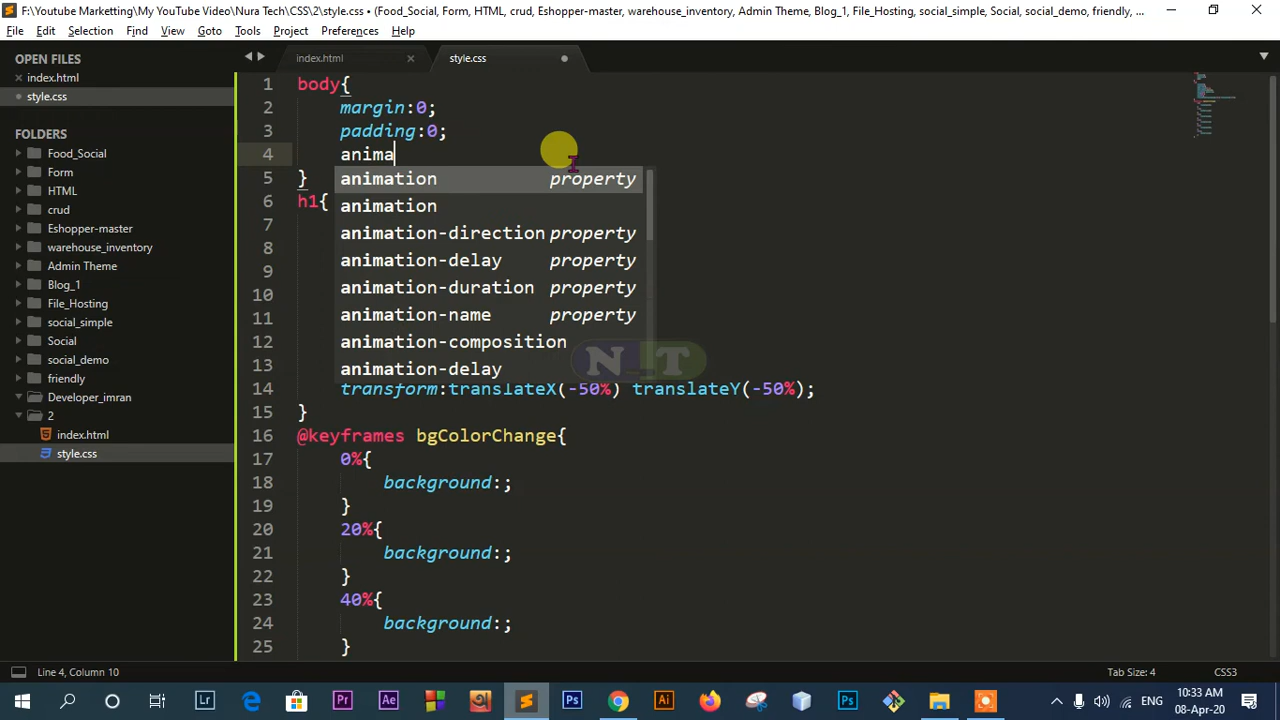 F:\Youtube Marketting\My YouTube Video\Nura Tech\CSS\2\style.css • (Food_Social, Form, HTML, crud, Eshopper-master, warehouse_inventory, Admin Theme, Blog_1, File_Hosting, social_simple, Social, social_demo, friendly, ...
File Edit Selection Find View Goto Tools Project Preferences Help
OPEN FILES
index.html
style.css
FOLDERS
Food_Social
Form
HTML
crud
Eshopper-master
warehouse_inventory
Admin Theme
Blog_1
File_Hosting
social_simple
Social
social_demo
friendly
Developer_imran
2
index.html
style.css
index.html style.css
1 body{
2 margin:0;
3 padding:0;
4 anima
5 }
6 h1{
7
8
9
10
11
12
13
14 transform:translateX(-50%) translateY(-50%);
15 }
16 @keyframes bgColorChange{
17 0%{
18 background:;
19 }
20 20%{
21 background:;
22 }
23 40%{
24 background:;
25 }
animation property
animation
animation-direction property
animation-delay property
animation-duration property
animation-name property
animation-composition
animation-delay
Line 4, Column 10 Tab Size: 4 CSS3
Lr Pr Ae Ps Ai Ps ENG 10:33 AM
08-Apr-20